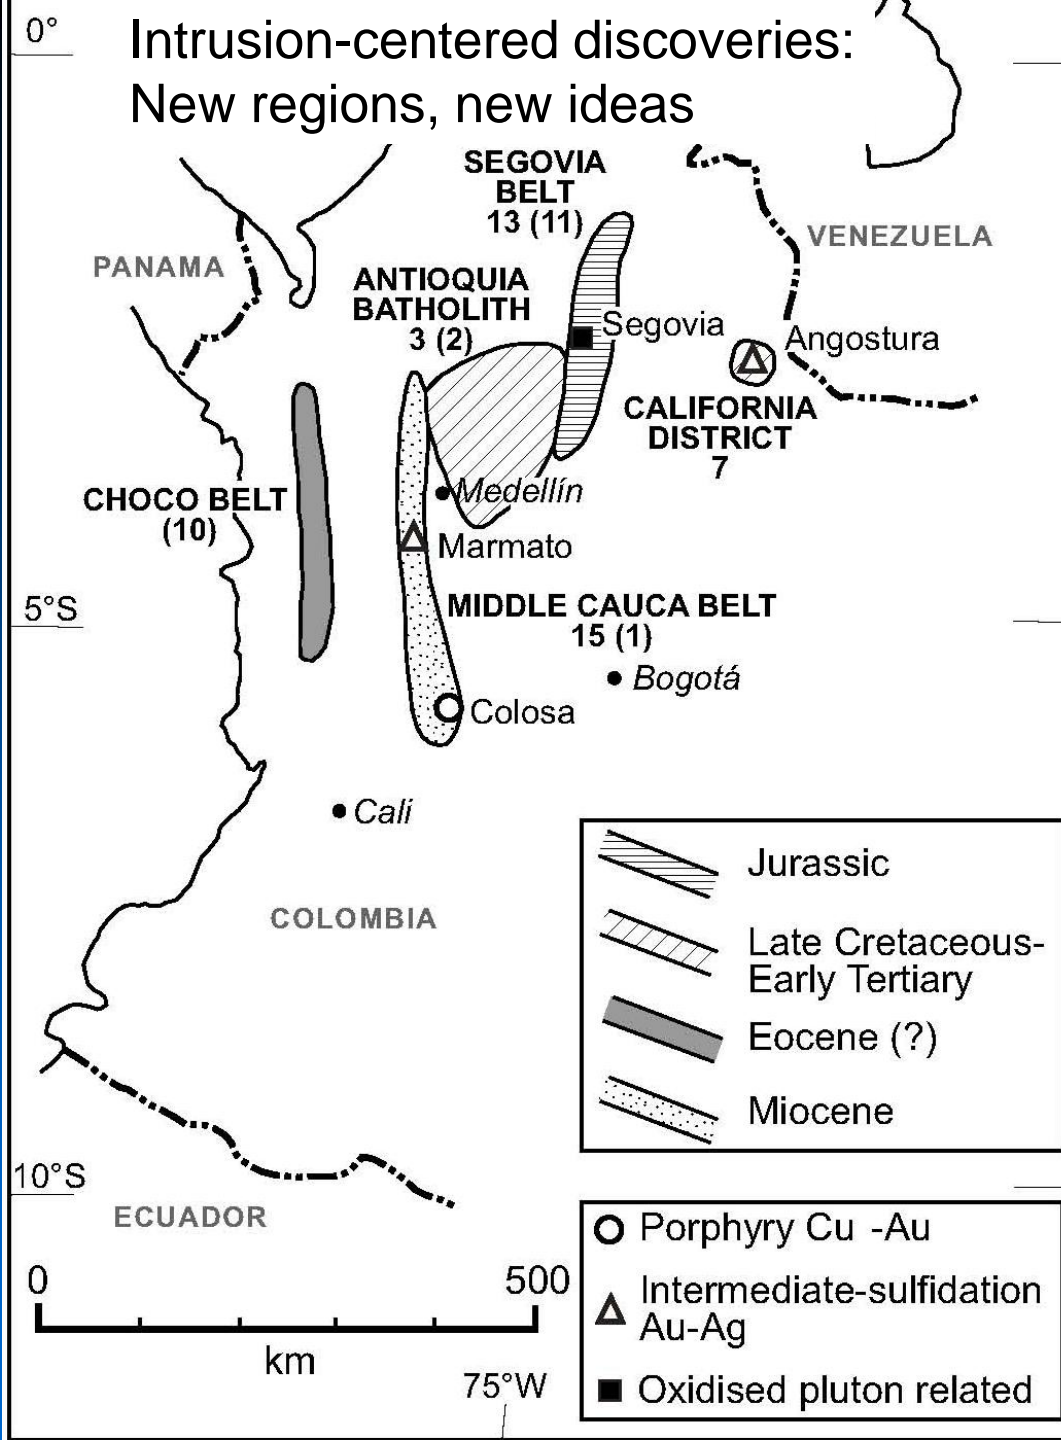 0°
Intrusion-centered discoveries:
New regions, new ideas
SEGOVIA
BELT
13 (11)
VENEZUELA
PANAMA
ANTIOQUIA
BATHOLITH
3 (2)
Segovia
Angostura
CALIFORNIA
DISTRICT
7
CHOCO BELT
(10)
Medellín
Marmato
5°S
MIDDLE CAUCA BELT
15 (1)
Bogotá
Colosa
Cali
COLOMBIA
Jurassic
Late Cretaceous-
Early Tertiary
Eocene (?)
Miocene
10°S
ECUADOR
Porphyry Cu -Au
Intermediate-sulfidation
Au-Ag
Oxidised pluton related
0 500
km
75°W